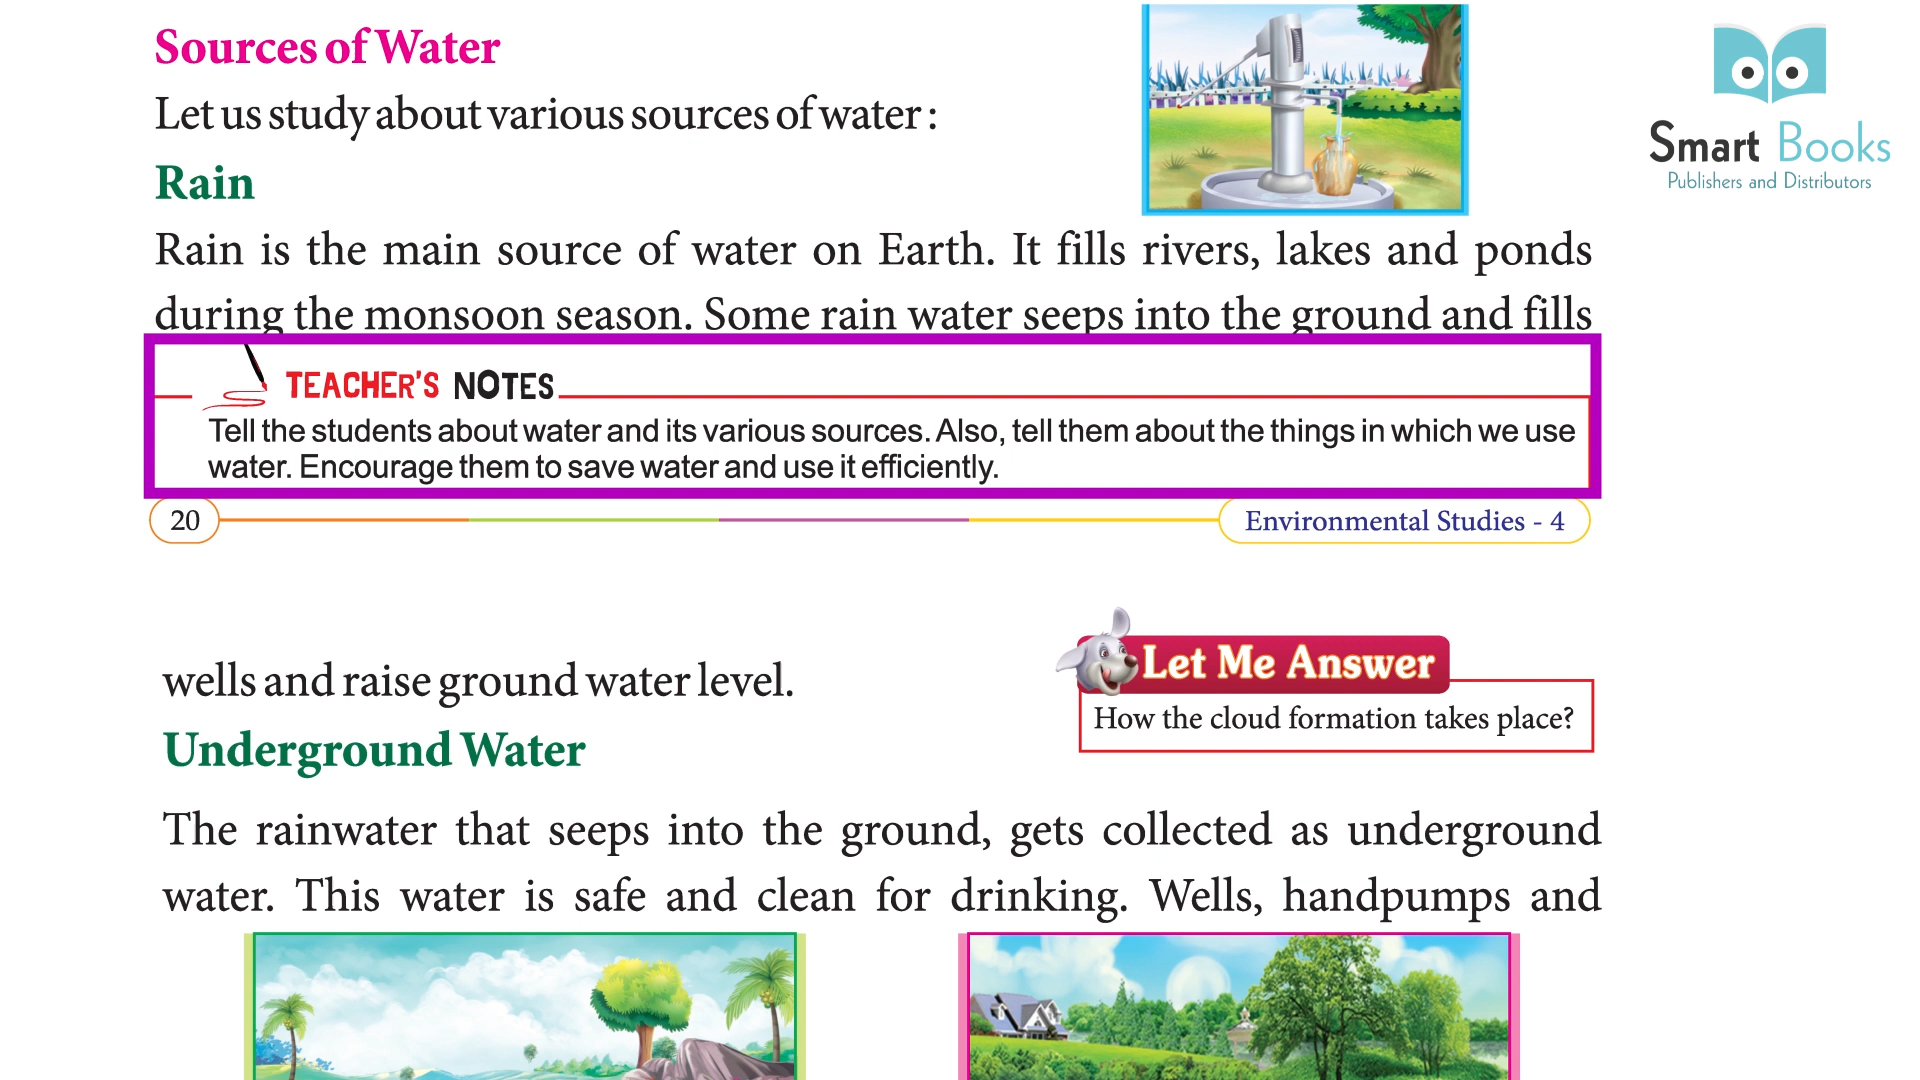 Sources of Water
Let us study about various sources of water :
Rain
Rain is the main source of water on Earth. It fills rivers, lakes and ponds
during the monsoon season. Some rain water seeps into the ground and fills
TEACHER'S NOTES
Tell the students about water and its various sources. Also, tell them about the things in which we use
water. Encourage them to save water and use it efficiently.
20
Environmental Studies - 4
wells and raise ground water level.
Let Me Answer
How the cloud formation takes place?
Underground Water
The rainwater that seeps into the ground, gets collected as underground
water. This water is safe and clean for drinking. Wells, handpumps and
Smart Books
Publishers and Distributors